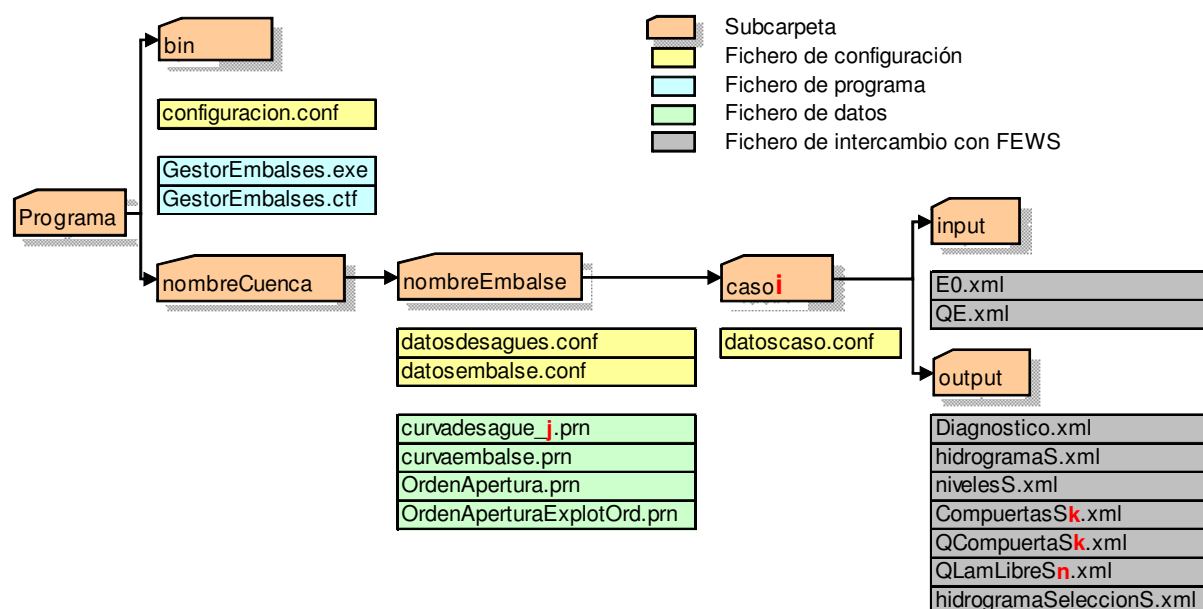 bin
configuracion.conf
GestorEmbalses.exe
GestorEmbalses.ctf
Programa
nombreCuenca
nombreEmbalse
datosdesagues.conf
datosembalse.conf
curvadesague_j.prn
curvaembalse.prn
OrdenApertura.prn
OrdenAperturaExplotOrd.prn
casoi
datoscaso.conf
Subcarpeta
Fichero de configuración
Fichero de programa
Fichero de datos
Fichero de intercambio con FEWS
input
E0.xml
QE.xml
output
Diagnostico.xml
hidrogramaS.xml
nivelesS.xml
CompuertasSk.xml
QCompuertaSk.xml
QLamLibreSn.xml
hidrogramaSeleccionS.xml